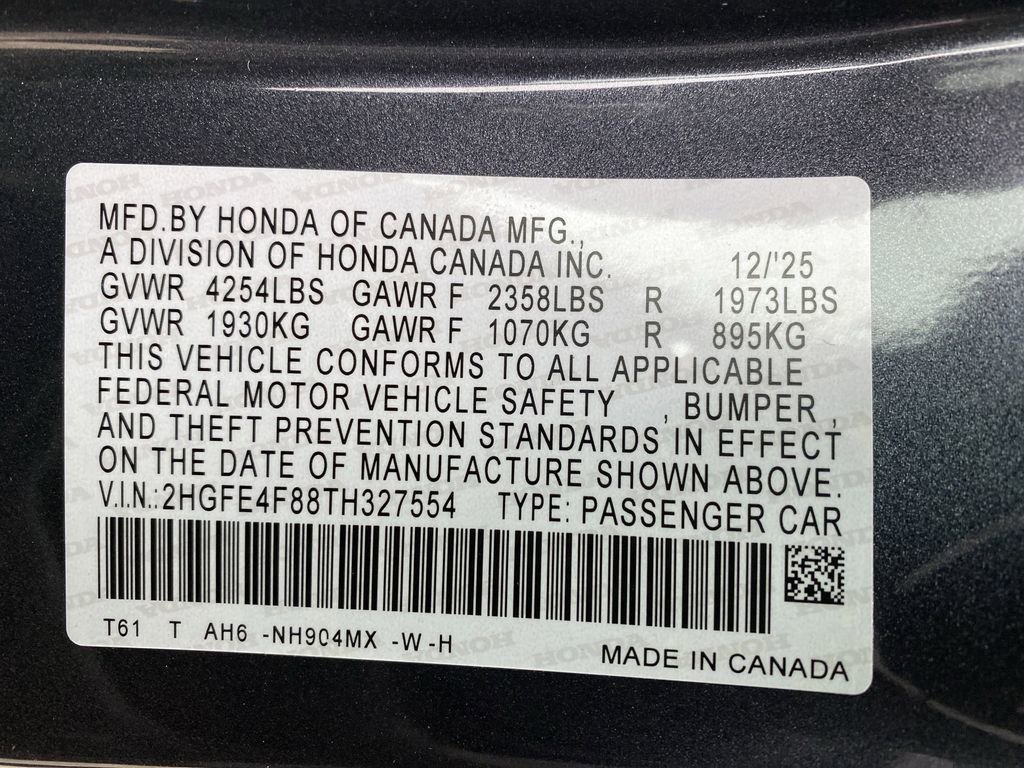 MFD.BY HONDA OF CANADA MFG.,
A DIVISION OF HONDA CANADA INC. 12/'25
GVWR 4254LBS GAWR F 2358LBS R 1973LBS
GVWR 1930KG GAWR F 1070KG R 895KG
THIS VEHICLE CONFORMS TO ALL APPLICABLE
FEDERAL MOTOR VEHICLE SAFETY , BUMPER ,
AND THEFT PREVENTION STANDARDS IN EFFECT
ON THE DATE OF MANUFACTURE SHOWN ABOVE.
V.I.N.:2HGFE4F88TH327554 TYPE: PASSENGER CAR
T61 T AH6 -NH904MX -W -H
MADE IN CANADA